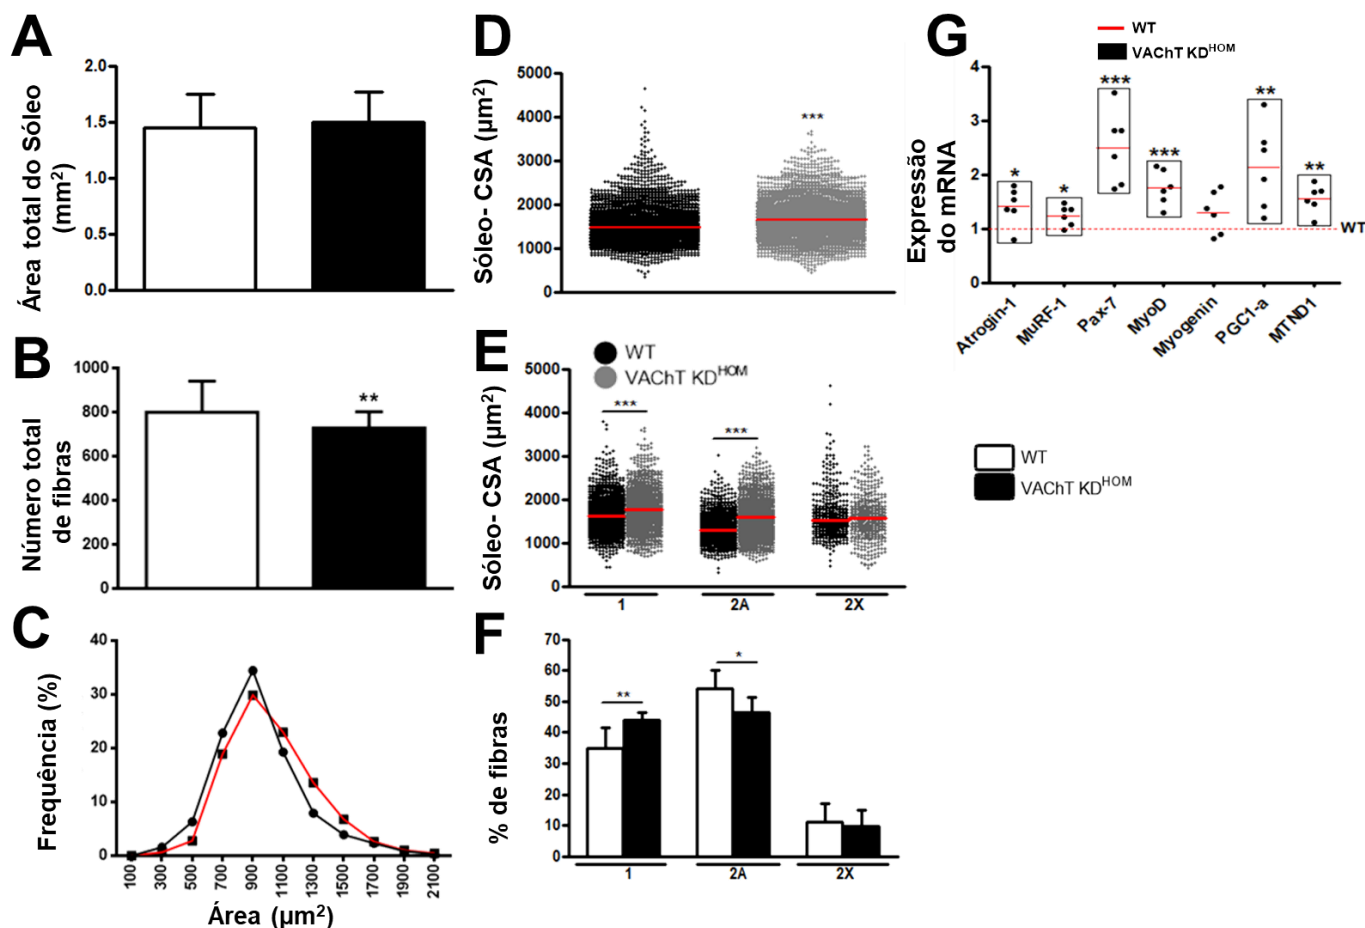 A
Área total do Sóleo
(mm²)
2.0
1.5
1.0
0.5
0.0
B
Número total
de fibras
1000
800
600
400
200
0
**
C
Frequência (%)
40
30
20
10
0
100
300
500
700
900
1100
1300
1500
1700
1900
2100
Área (µm²)
D
Sóleo- CSA (µm²)
5000
4000
3000
2000
1000
0
***
E
WT
VAChT KDᴴᴼᴹ
Sóleo- CSA (µm²)
5000
4000
3000
2000
1000
0
***
***
1
2A
2X
F
% de fibras
70
60
50
40
30
20
10
0
**
*
1
2A
2X
G
WT
VAChT KDᴴᴼᴹ
Expressão
do mRNA
4
3
2
1
0
*
*
***
***
**
**
WT
Atrogin-1
MuRF-1
Pax-7
MyoD
Myogenin
PGC1-a
MTND1
WT
VAChT KDᴴᴼᴹ